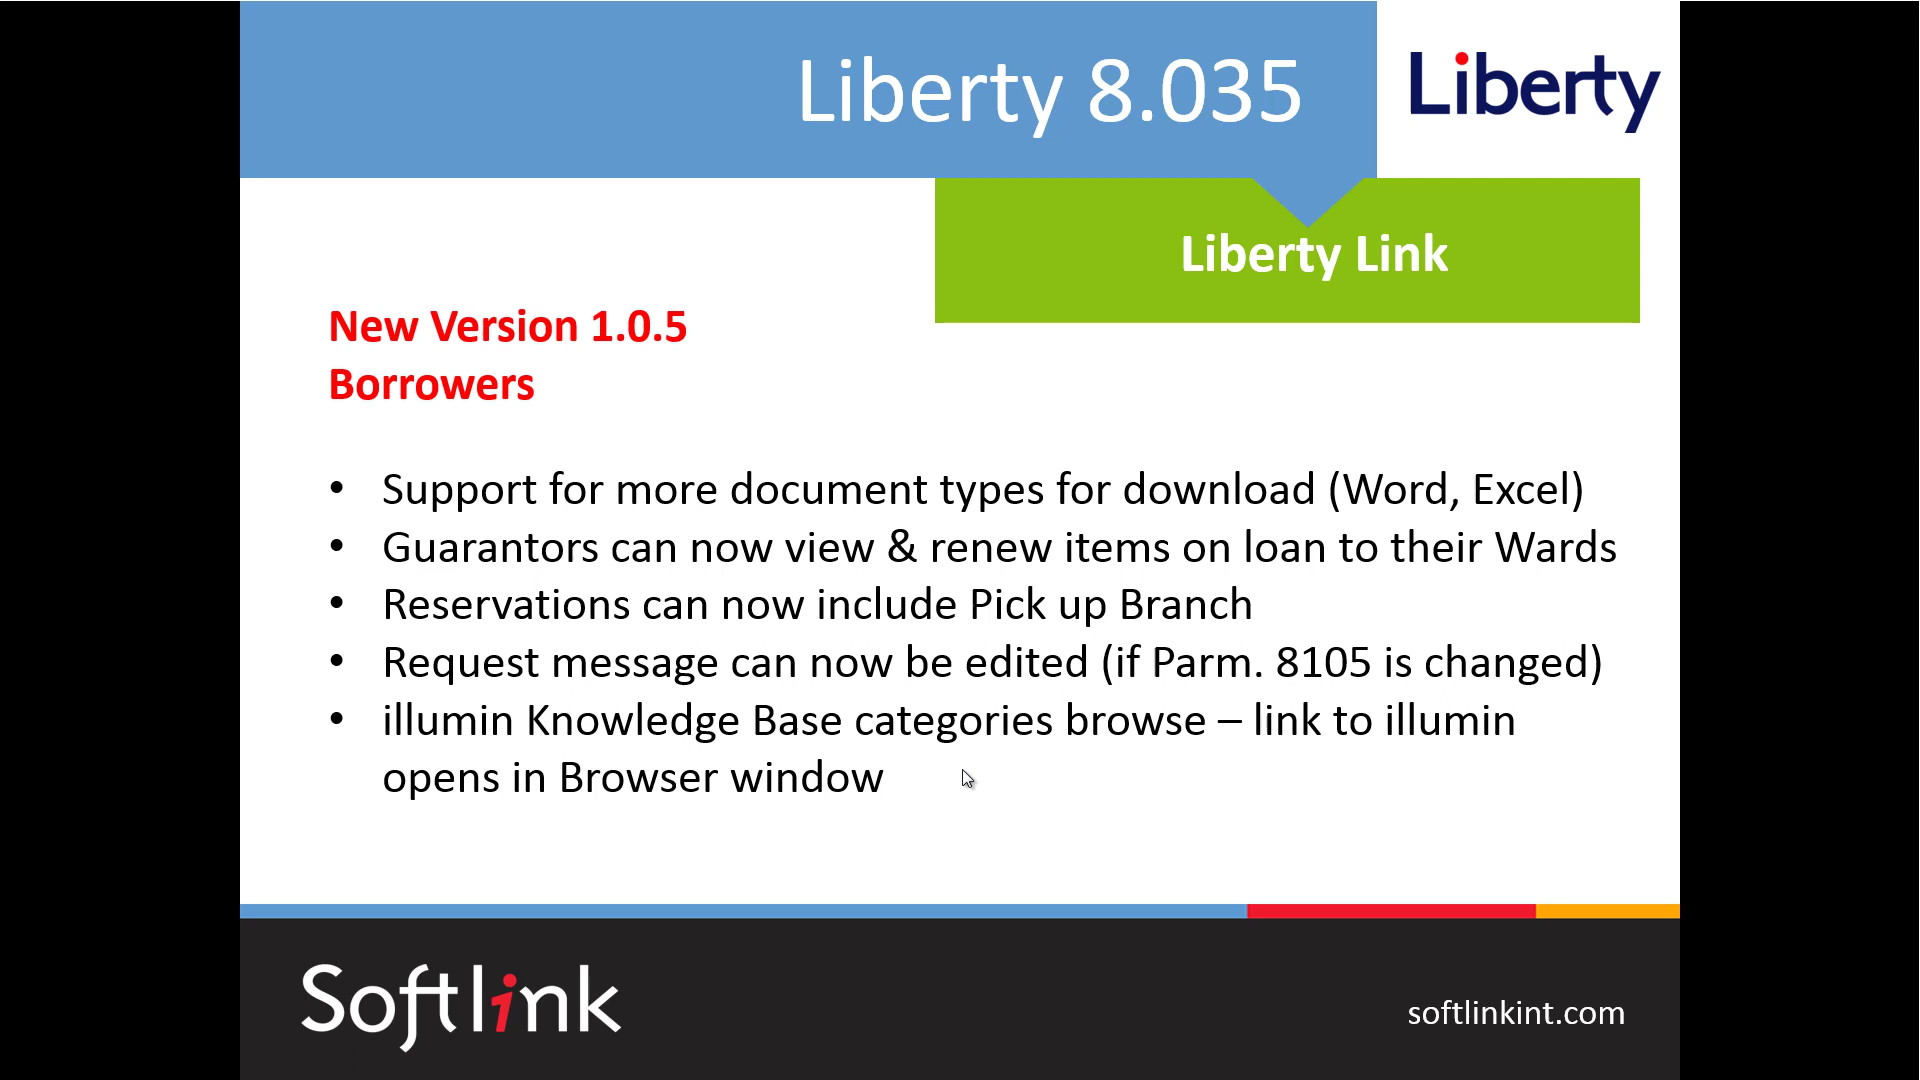 Liberty 8.035
Liberty
Liberty Link
New Version 1.0.5
Borrowers
• Support for more document types for download (Word, Excel)
• Guarantors can now view & renew items on loan to their Wards
• Reservations can now include Pick up Branch
• Request message can now be edited (if Parm. 8105 is changed)
• illumin Knowledge Base categories browse – link to illumin
opens in Browser window
Softlink
softlinkint.com